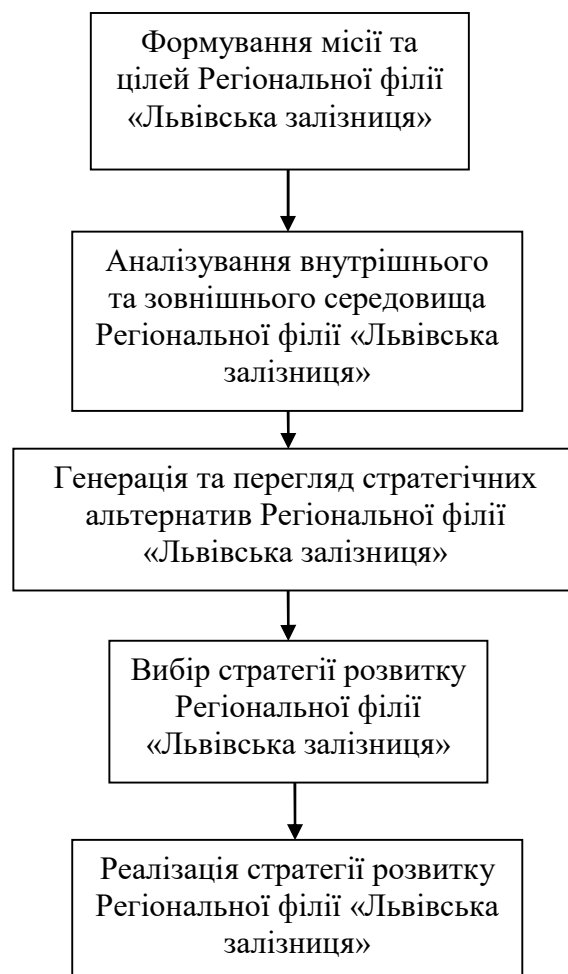 Формування місії та
цілей Регіональної філії
«Львівська залізниця»
Аналізування внутрішнього
та зовнішнього середовища
Регіональної філії «Львівська
залізниця»
Генерація та перегляд стратегічних
альтернатив Регіональної філії
«Львівська залізниця»
Вибір стратегії розвитку
Регіональної філії
«Львівська залізниця»
Реалізація стратегії розвитку
Регіональної філії «Львівська
залізниця»